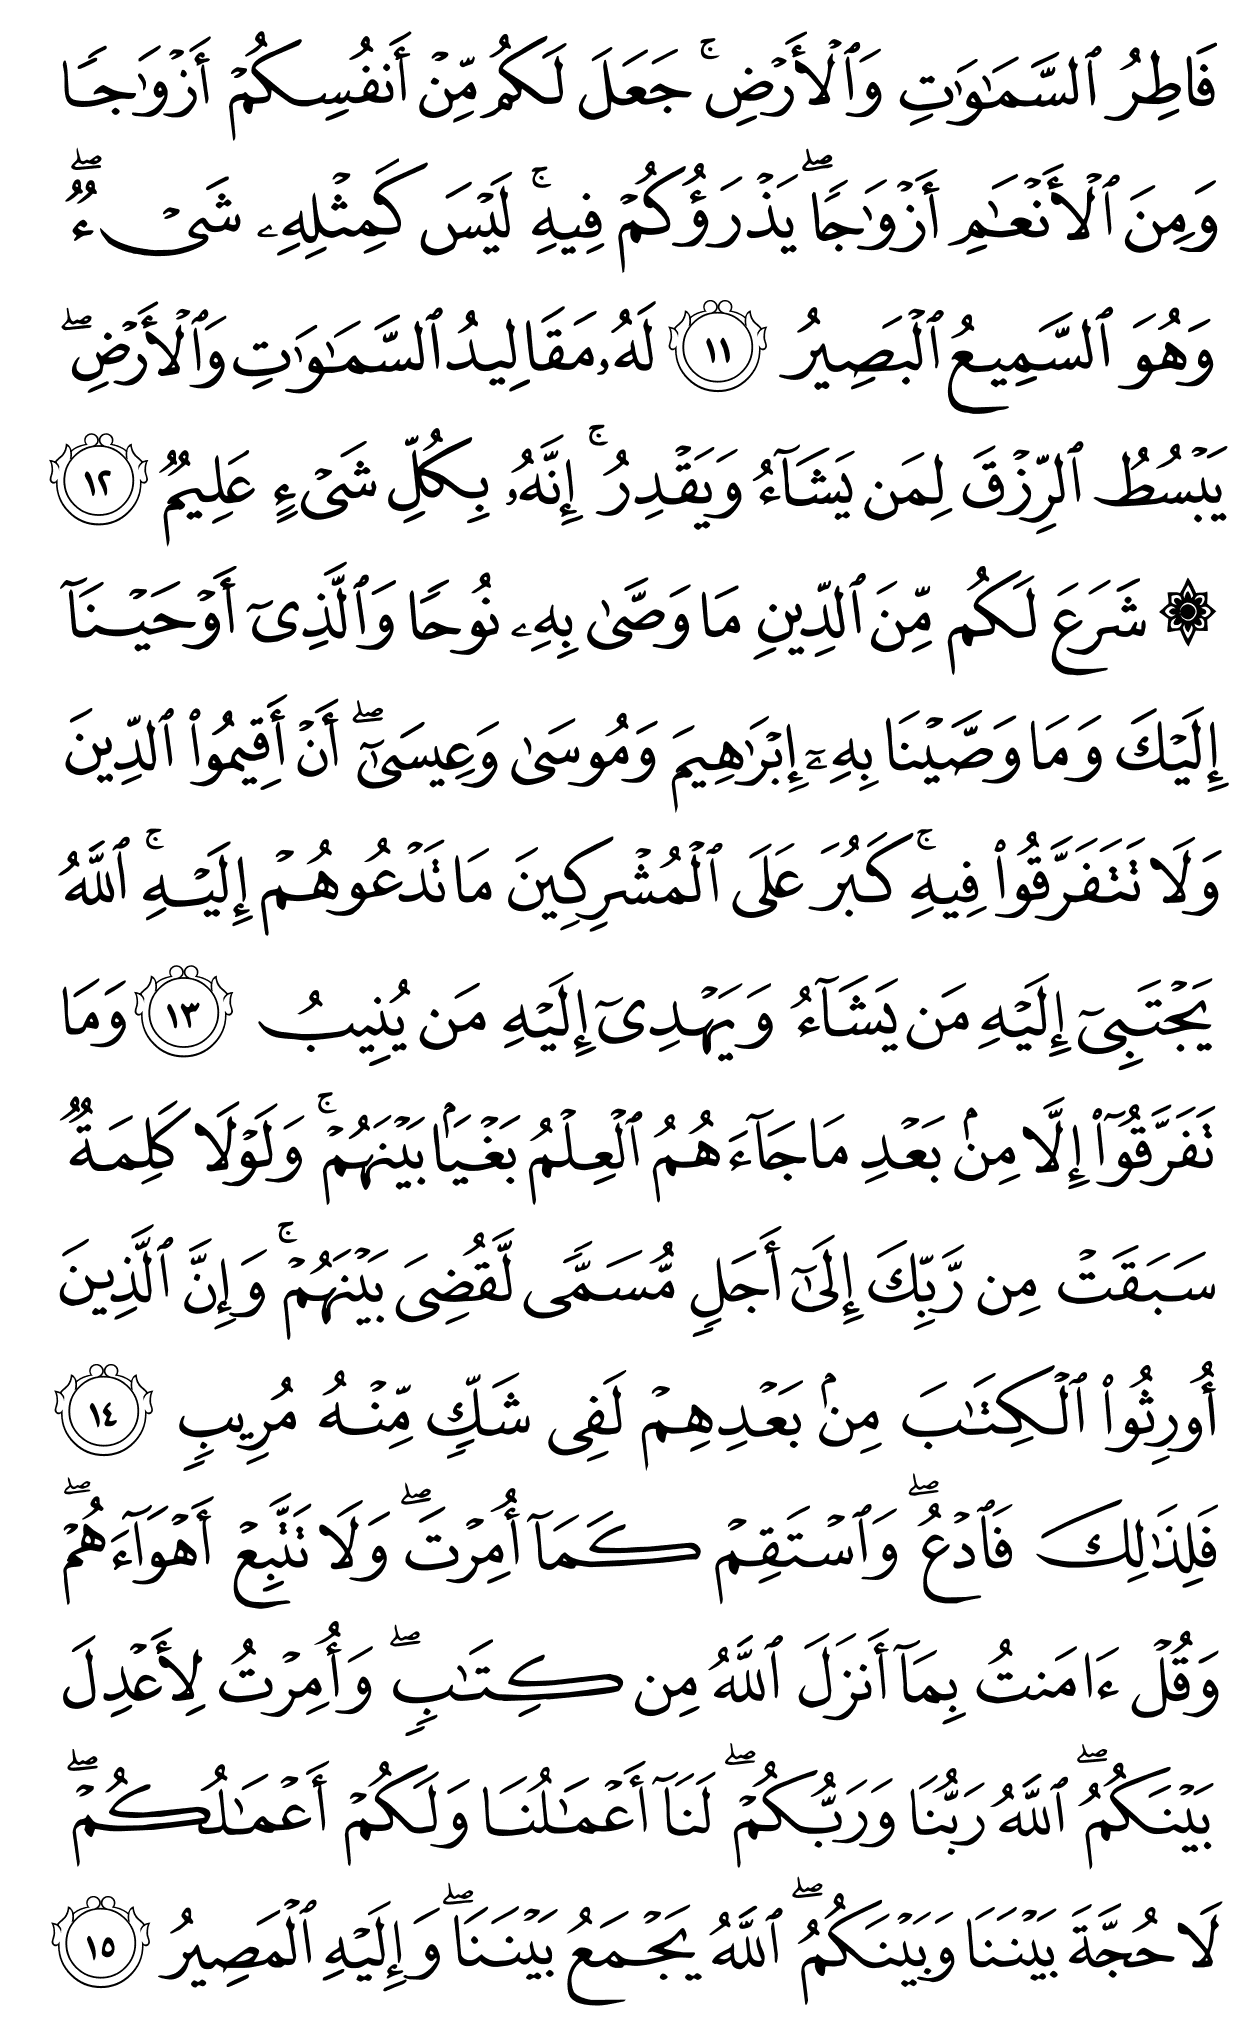 فَاطِرُ ٱلسَّمَـٰوَٰتِ وَٱلْأَرْضِ ۚ جَعَلَ لَكُم مِّنْ أَنفُسِكُمْ أَزْوَٰجًا
وَمِنَ ٱلْأَنْعَـٰمِ أَزْوَٰجًا ۖ يَذْرَؤُكُمْ فِيهِ ۚ لَيْسَ كَمِثْلِهِۦ شَىْءٌ ۖ
وَهُوَ ٱلسَّمِيعُ ٱلْبَصِيرُ ١١ لَهُۥ مَقَالِيدُ ٱلسَّمَـٰوَٰتِ وَٱلْأَرْضِ ۖ
يَبْسُطُ ٱلرِّزْقَ لِمَن يَشَآءُ وَيَقْدِرُ ۚ إِنَّهُۥ بِكُلِّ شَىْءٍ عَلِيمٌ ١٢
۞ شَرَعَ لَكُم مِّنَ ٱلدِّينِ مَا وَصَّىٰ بِهِۦ نُوحًا وَٱلَّذِىٓ أَوْحَيْنَآ
إِلَيْكَ وَمَا وَصَّيْنَا بِهِۦٓ إِبْرَٰهِيمَ وَمُوسَىٰ وَعِيسَىٰٓ ۖ أَنْ أَقِيمُوا۟ ٱلدِّينَ
وَلَا تَتَفَرَّقُوا۟ فِيهِ ۚ كَبُرَ عَلَى ٱلْمُشْرِكِينَ مَا تَدْعُوهُمْ إِلَيْهِ ۚ ٱللَّهُ
يَجْتَبِىٓ إِلَيْهِ مَن يَشَآءُ وَيَهْدِىٓ إِلَيْهِ مَن يُنِيبُ ١٣ وَمَا
تَفَرَّقُوٓا۟ إِلَّا مِنۢ بَعْدِ مَا جَآءَهُمُ ٱلْعِلْمُ بَغْيًۢا بَيْنَهُمْ ۚ وَلَوْلَا كَلِمَةٌ
سَبَقَتْ مِن رَّبِّكَ إِلَىٰٓ أَجَلٍ مُّسَمًّى لَّقُضِىَ بَيْنَهُمْ ۚ وَإِنَّ ٱلَّذِينَ
أُورِثُوا۟ ٱلْكِتَـٰبَ مِنۢ بَعْدِهِمْ لَفِى شَكٍّ مِّنْهُ مُرِيبٍ ١٤
فَلِذَٰلِكَ فَٱدْعُ ۖ وَٱسْتَقِمْ كَمَآ أُمِرْتَ ۖ وَلَا تَتَّبِعْ أَهْوَآءَهُمْ ۖ
وَقُلْ ءَامَنتُ بِمَآ أَنزَلَ ٱللَّهُ مِن كِتَـٰبٍ ۖ وَأُمِرْتُ لِأَعْدِلَ
بَيْنَكُمُ ۖ ٱللَّهُ رَبُّنَا وَرَبُّكُمْ ۖ لَنَآ أَعْمَـٰلُنَا وَلَكُمْ أَعْمَـٰلُكُمْ ۖ
لَا حُجَّةَ بَيْنَنَا وَبَيْنَكُمُ ۖ ٱللَّهُ يَجْمَعُ بَيْنَنَا ۖ وَإِلَيْهِ ٱلْمَصِيرُ ١٥